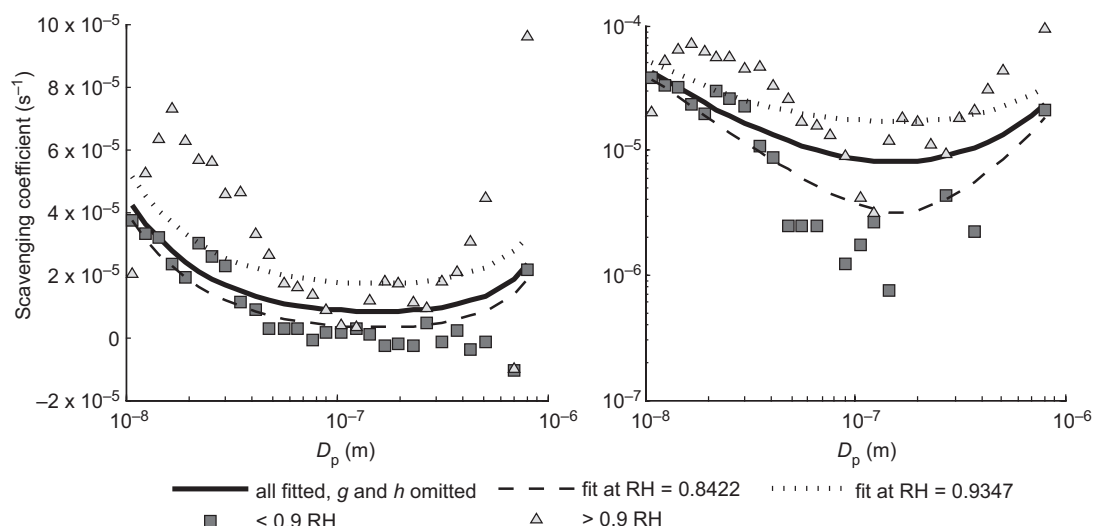 10 x 10⁻⁵
8 x 10⁻⁵
6 x 10⁻⁵
4 x 10⁻⁵
2 x 10⁻⁵
0
–2 x 10⁻⁵
Scavenging coefficient (s⁻¹)
10⁻⁸ 10⁻⁷ 10⁻⁶
Dₚ (m)
10⁻⁴
10⁻⁵
10⁻⁶
10⁻⁷
10⁻⁸ 10⁻⁷ 10⁻⁶
Dₚ (m)
all fitted, g and h omitted fit at RH = 0.8422 fit at RH = 0.9347
< 0.9 RH > 0.9 RH